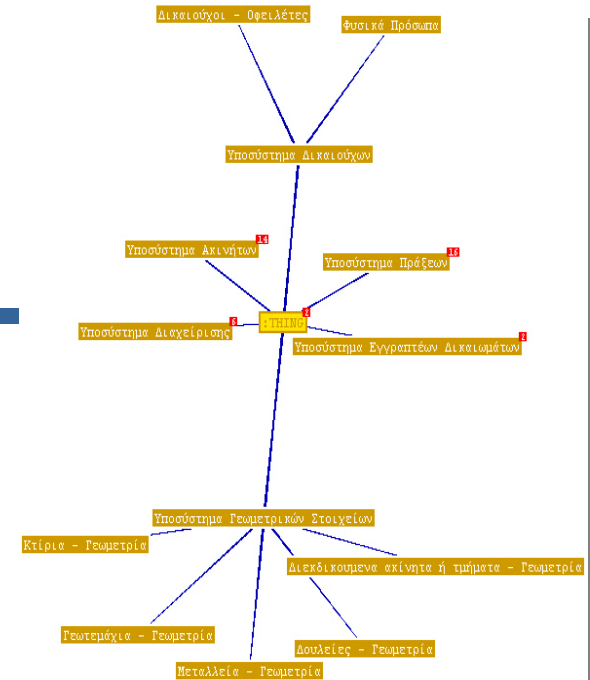 Δικαιούχοι - Οφειλέτες
Φυσικά Πρόσωπα
Υποσύστημα Δικαιούχων
Υποσύστημα Ακινήτων
14
Υποσύστημα Πράξεων
16
Υποσύστημα Διαχείρισης
6
:THING
Υποσύστημα Εγγραπτέων Δικαιωμάτων
Υποσύστημα Γεωμετρικών Στοιχείων
Κτίρια - Γεωμετρία
Διεκδικουμενα ακίνητα ή τμήματα - Γεωμετρία
Γεωτεμάχια - Γεωμετρία
Δουλείες - Γεωμετρία
Μεταλλεία - Γεωμετρία